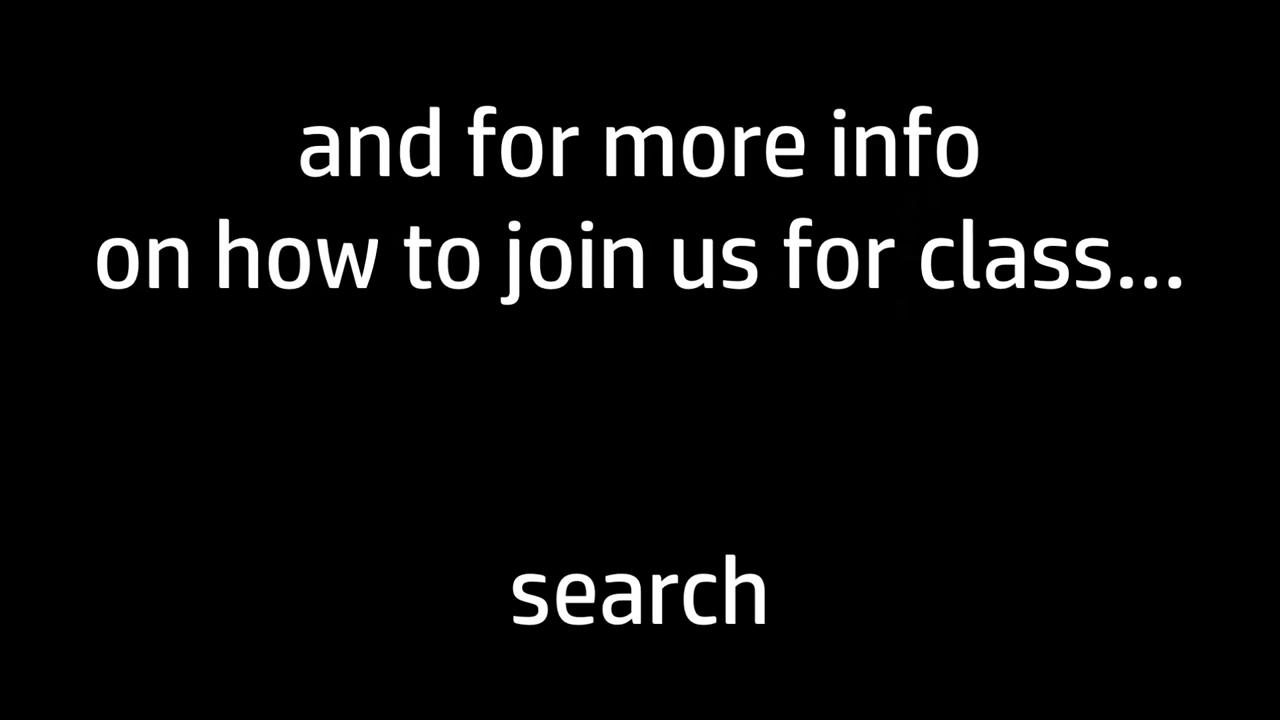 and for more info
on how to join us for class...
search